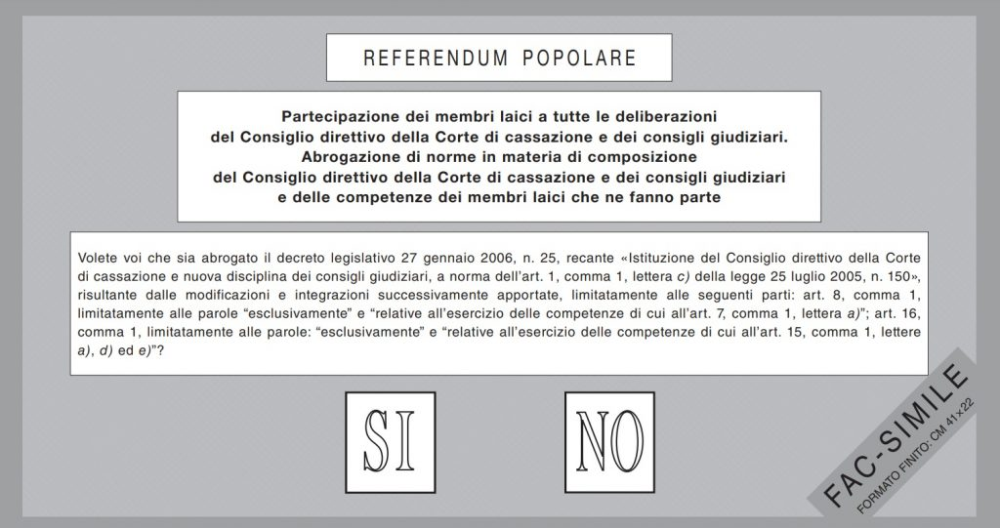 REFERENDUM POPOLARE
Partecipazione dei membri laici a tutte le deliberazioni
del Consiglio direttivo della Corte di cassazione e dei consigli giudiziari.
Abrogazione di norme in materia di composizione
del Consiglio direttivo della Corte di cassazione e dei consigli giudiziari
e delle competenze dei membri laici che ne fanno parte
Volete voi che sia abrogato il decreto legislativo 27 gennaio 2006, n. 25, recante «Istituzione del Consiglio direttivo della Corte
di cassazione e nuova disciplina dei consigli giudiziari, a norma dell'art. 1, comma 1, lettera c) della legge 25 luglio 2005, n. 150»,
risultante dalle modificazioni e integrazioni successivamente apportate, limitatamente alle seguenti parti: art. 8, comma 1,
limitatamente alle parole “esclusivamente” e “relative all'esercizio delle competenze di cui all'art. 7, comma 1, lettera a)”; art. 16,
comma 1, limitatamente alle parole: “esclusivamente” e “relative all'esercizio delle competenze di cui all'art. 15, comma 1, lettere
a), d) ed e)”?
SI
NO
FAC-SIMILE
FORMATO FINITO: CM 41×22